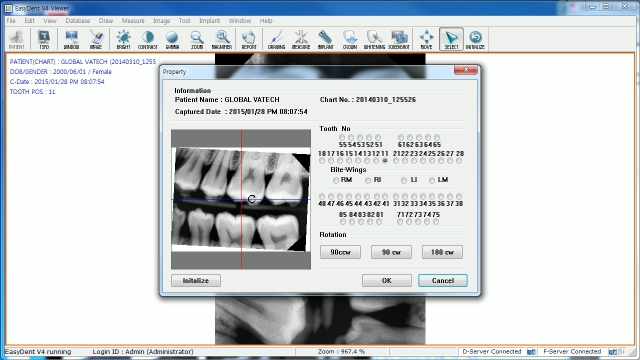 EasyDent V4 Viewer
File Edit View Database Draw Measure Image Tool Implant Window Help
PATIENT TSPD WINDOW IMAGE BRIGHT CONTRAST GAMMA ZOOM MAGNIFIER REPORT DRAWING MEASURE IMPLANT CROWN WHITENING SCREENSHOT MOVE SELECT INITIALIZE
PATIENT(CHART) : GLOBAL VATECH (20140310_1255
DOB/GENDER : 2000/06/01 / Female
C-Date : 2015/01/28 PM 08:07:54
TOOTH POS : 11
Property
Information
Patient Name : GLOBAL VATECH Chart No. : 20140310_125526
Captured Date : 2015/01/28 PM 08:07:54
Tooth No
55 54 53 52 51 61 62 63 64 65
18 17 16 15 14 13 12 11 21 22 23 24 25 26 27 28
Bite-Wings
RM RI LI LM
48 47 46 45 44 43 42 41 31 32 33 34 35 36 37 38
85 84 83 82 81 71 72 73 74 75
Rotation
90ccw 90 cw 180 cw
C
Initalize OK Cancel
EasyDent V4 running Login ID : Admin (Administrator) Zoom : 967.4 % D-Server Connected F-Server Connected